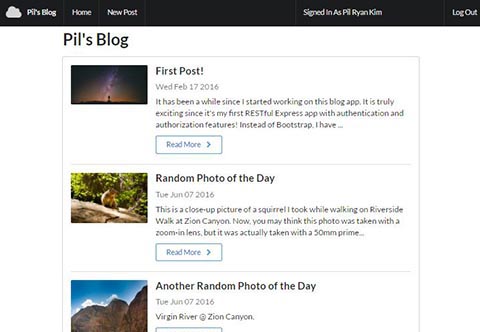 Pil's Blog Home New Post Signed In As Pil Ryan Kim Log Out
Pil's Blog
First Post!
Wed Feb 17 2016
It has been a while since I started working on this blog app. It is truly
exciting since it's my first RESTful Express app with authentication and
authorization features! Instead of Bootstrap, I have ...
Read More
Random Photo of the Day
Tue Jun 07 2016
This is a close-up picture of a squirrel I took while walking on Riverside
Walk at Zion Canyon. Now, you may think this photo was taken with a
zoom-in lens, but it was actually taken with a 50mm prime...
Read More
Another Random Photo of the Day
Tue Jun 07 2016
Virgin River @ Zion Canyon.